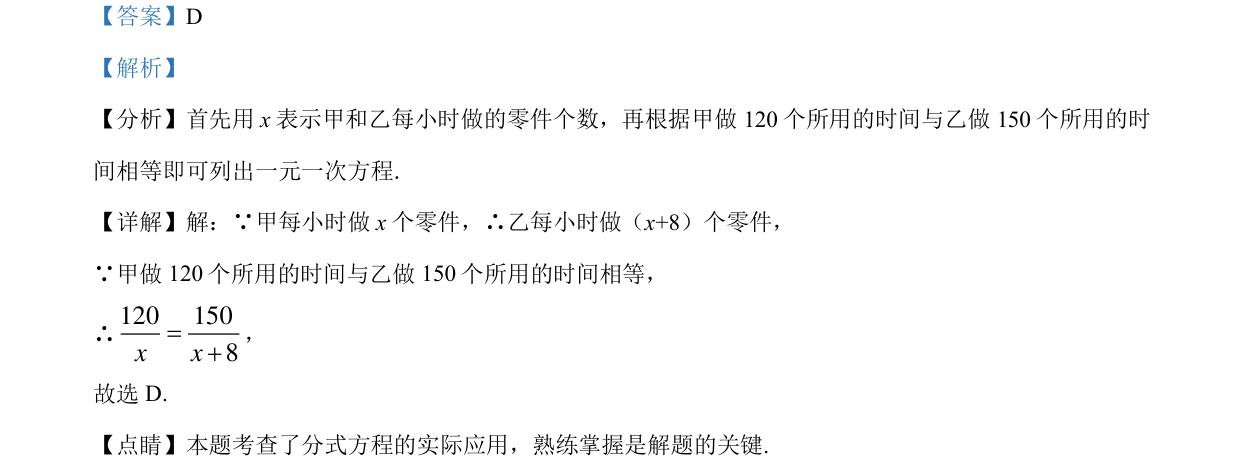 【答案】D
【解析】
【分析】首先用 x 表示甲和乙每小时做的零件个数，再根据甲做 120 个所用的时间与乙做 150 个所用的时
间相等即可列出一元一次方程.
【详解】解：∵甲每小时做 x 个零件，∴乙每小时做（x+8）个零件，
∵甲做 120 个所用的时间与乙做 150 个所用的时间相等，
∴120/x = 150/(x+8)，
故选 D.
【点睛】本题考查了分式方程的实际应用，熟练掌握是解题的关键.